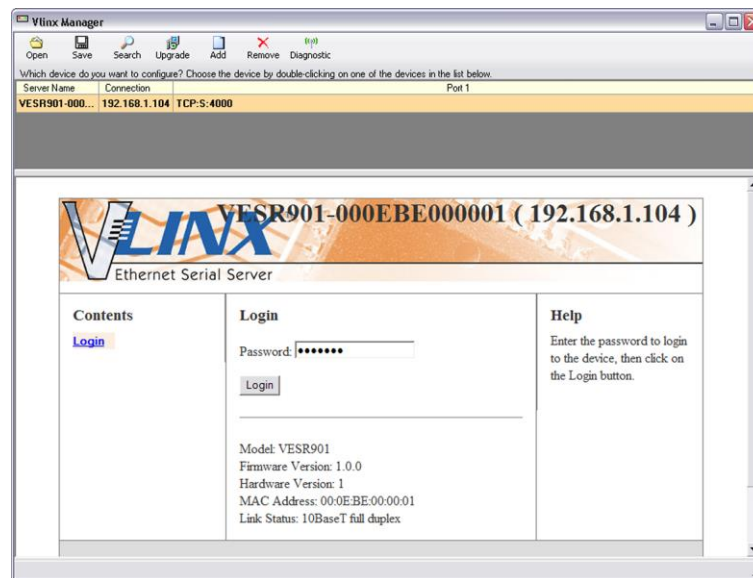 Vlinx Manager
Open Save Search Upgrade Add Remove Diagnostic
Which device do you want to configure? Choose the device by double-clicking on one of the devices in the list below.
Server Name Connection Port 1
VESR901-000... 192.168.1.104 TCP:S:4000
VESR901-000EBE000001 ( 192.168.1.104 )
VLINX
Ethernet Serial Server
Contents
Login
Login
Password: •••••••
Login
Model: VESR901
Firmware Version: 1.0.0
Hardware Version: 1
MAC Address: 00:0E:BE:00:00:01
Link Status: 10BaseT full duplex
Help
Enter the password to login
to the device, then click on
the Login button.